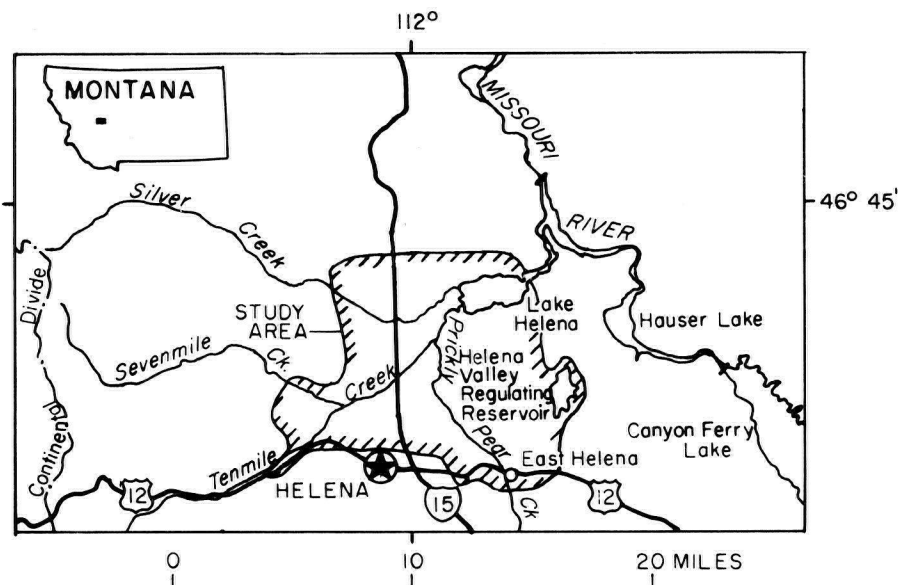 112°
MONTANA
MISSOURI
RIVER
46° 45'
Silver
Creek
Divide
Continental
STUDY
AREA
Lake
Helena
Hauser Lake
Sevenmile
Ck.
Creek
Tenmile
Prickly
Pear
Ck
Helena
Valley
Regulating
Reservoir
Canyon Ferry
Lake
East Helena
HELENA
12
15
12
0
10
20 MILES